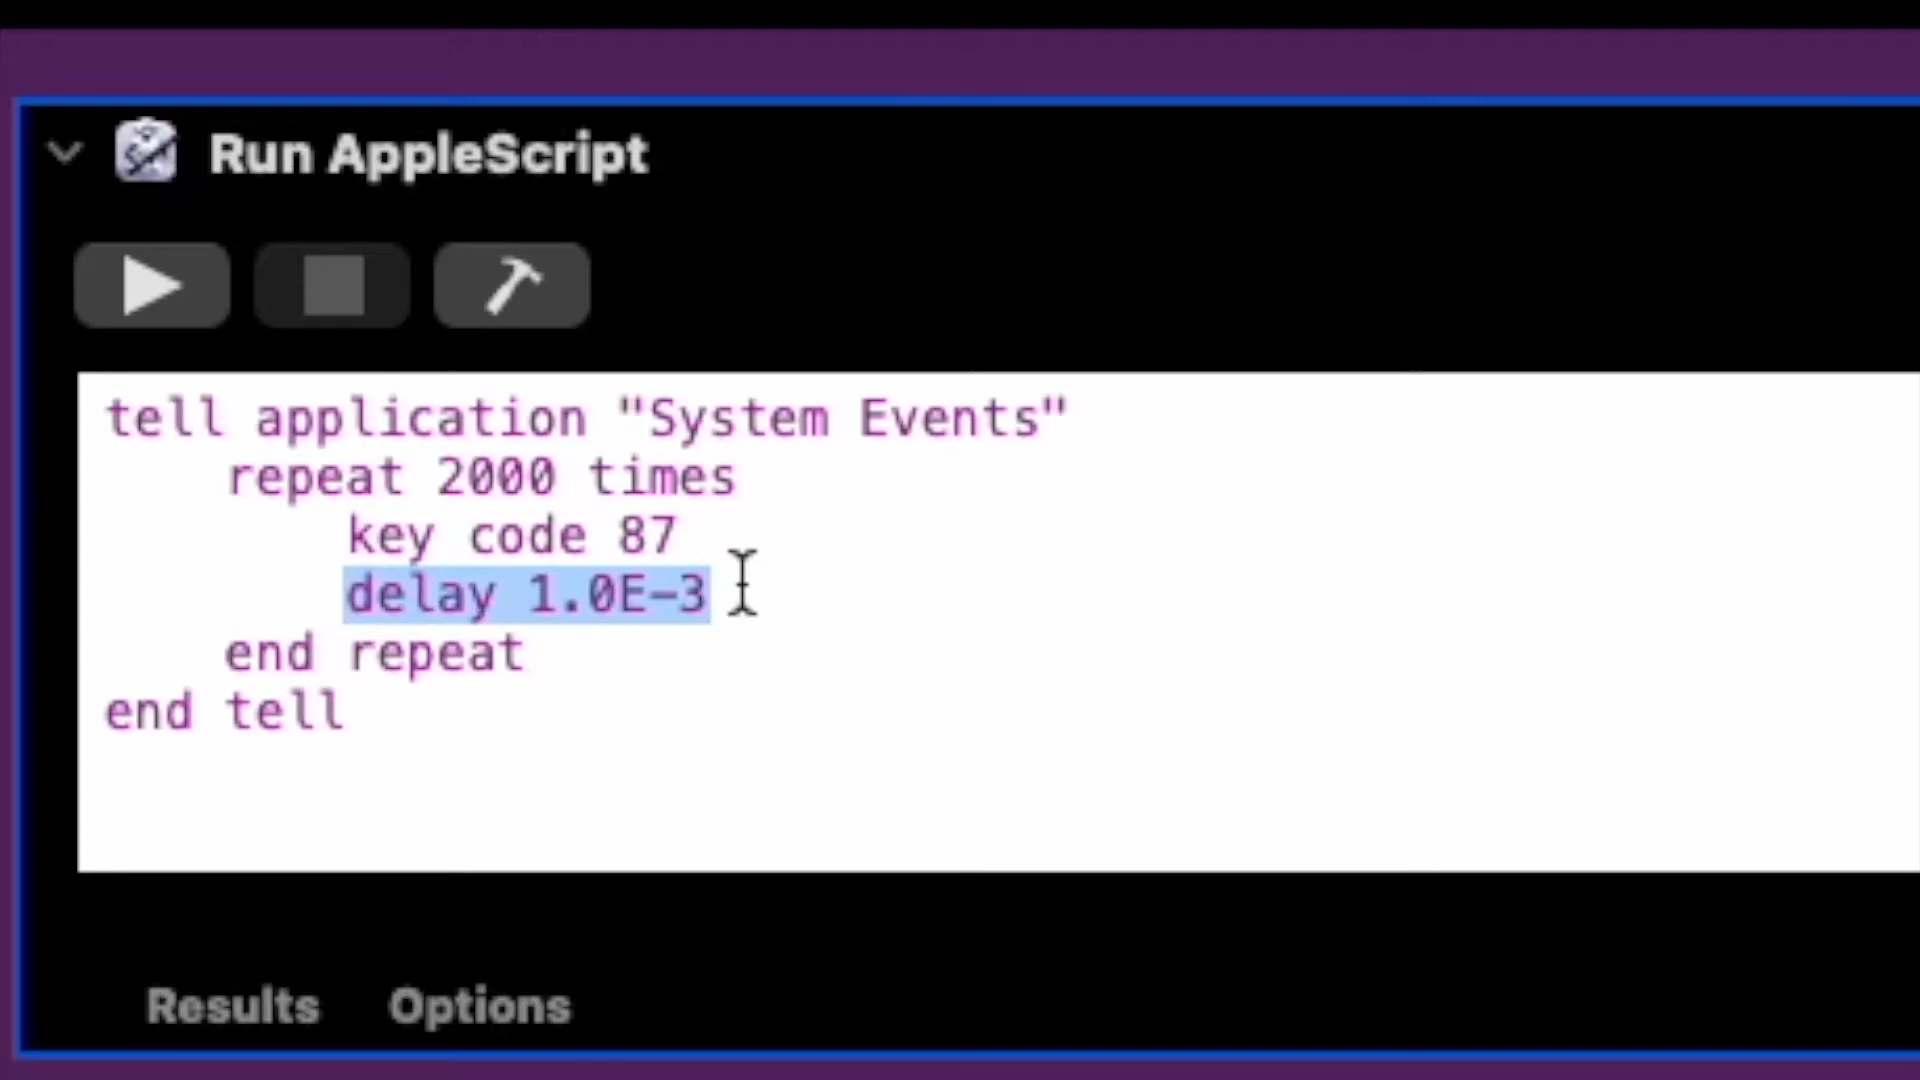 Run AppleScript
tell application "System Events"
repeat 2000 times
key code 87
delay 1.0E-3
end repeat
end tell
Results Options